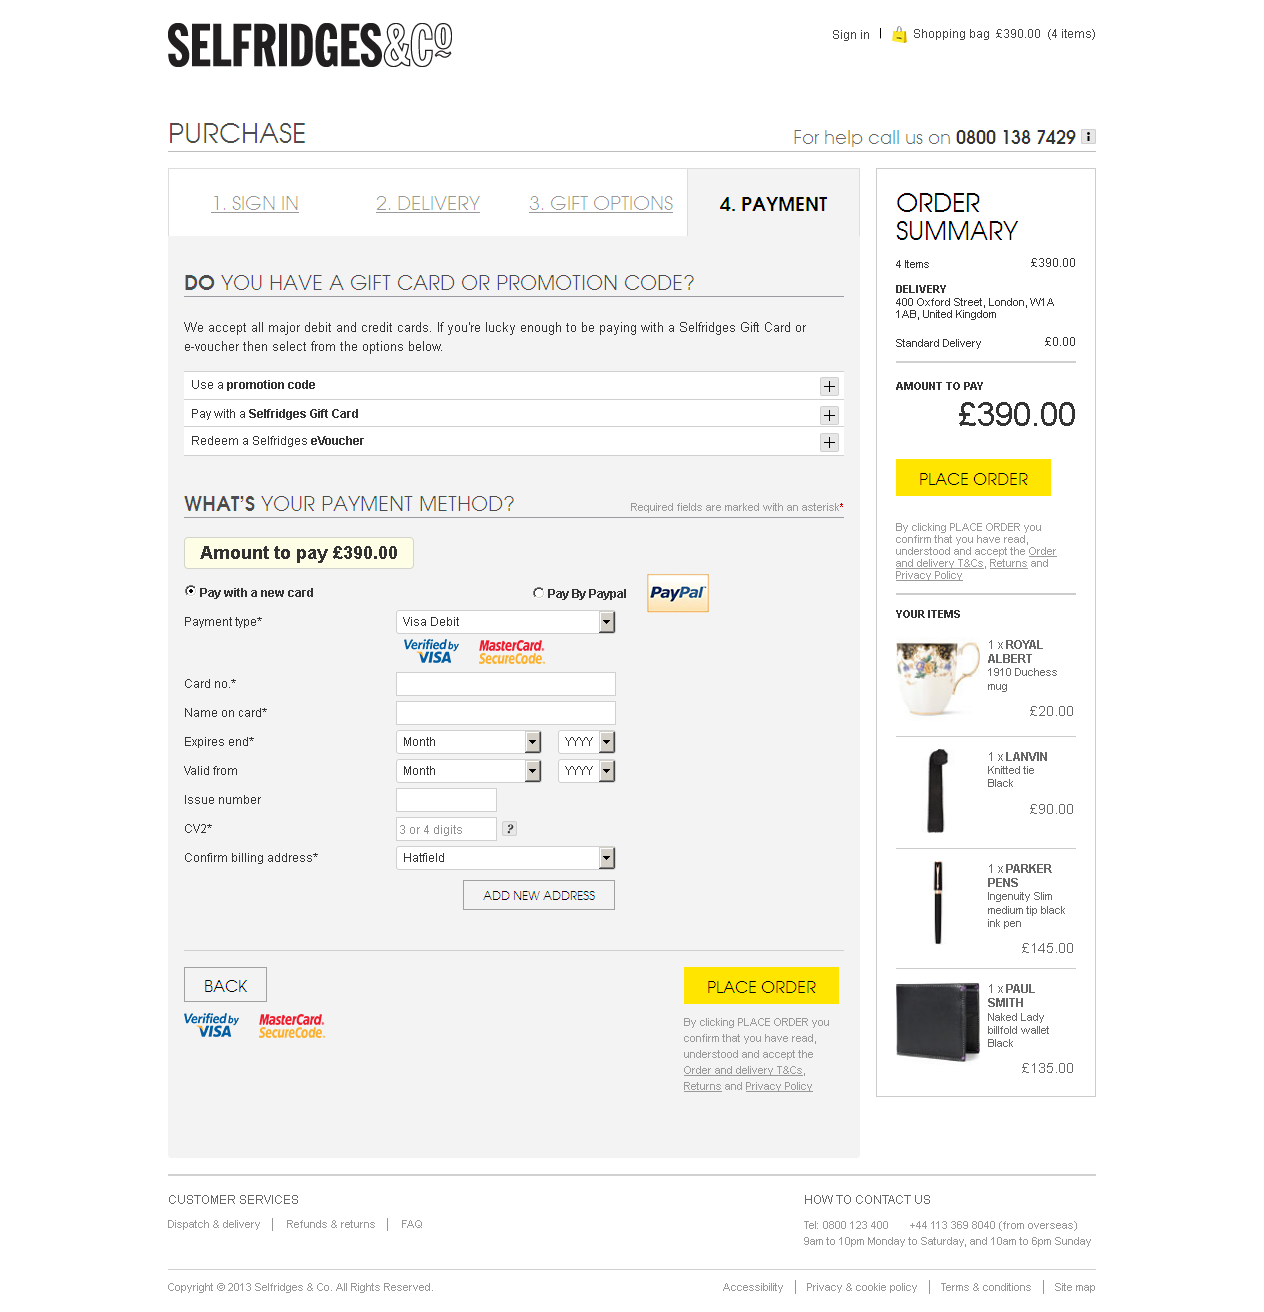 SELFRIDGES&Co
Sign in | Shopping bag £390.00 (4 items)
PURCHASE
For help call us on 0800 138 7429 i
1. SIGN IN
2. DELIVERY
3. GIFT OPTIONS
4. PAYMENT
DO YOU HAVE A GIFT CARD OR PROMOTION CODE?
We accept all major debit and credit cards. If you're lucky enough to be paying with a Selfridges Gift Card or
e-voucher then select from the options below.
Use a promotion code +
Pay with a Selfridges Gift Card +
Redeem a Selfridges eVoucher +
WHAT'S YOUR PAYMENT METHOD?
Required fields are marked with an asterisk*
Amount to pay £390.00
Pay with a new card
Pay By Paypal
PayPal
Payment type*
Visa Debit
Verified by
VISA
MasterCard.
SecureCode.
Card no.*
Name on card*
Expires end*
Month
YYYY
Valid from
Month
YYYY
Issue number
CV2*
3 or 4 digits
?
Confirm billing address*
Hatfield
ADD NEW ADDRESS
BACK
Verified by
VISA
MasterCard.
SecureCode.
PLACE ORDER
By clicking PLACE ORDER you
confirm that you have read,
understood and accept the
Order and delivery T&Cs,
Returns and Privacy Policy
ORDER
SUMMARY
4 Items £390.00
DELIVERY
400 Oxford Street, London, W1A
1AB, United Kingdom
Standard Delivery £0.00
AMOUNT TO PAY
£390.00
PLACE ORDER
By clicking PLACE ORDER you
confirm that you have read,
understood and accept the Order
and delivery T&Cs, Returns and
Privacy Policy
YOUR ITEMS
1 x ROYAL
ALBERT
1910 Duchess
mug
£20.00
1 x LANVIN
Knitted tie
Black
£90.00
1 x PARKER
PENS
Ingenuity Slim
medium tip black
ink pen
£145.00
1 x PAUL
SMITH
Naked Lady
billfold wallet
Black
£135.00
CUSTOMER SERVICES
Dispatch & delivery | Refunds & returns | FAQ
HOW TO CONTACT US
Tel: 0800 123 400 +44 113 369 8040 (from overseas)
9am to 10pm Monday to Saturday, and 10am to 6pm Sunday
Copyright © 2013 Selfridges & Co. All Rights Reserved.
Accessibility | Privacy & cookie policy | Terms & conditions | Site map